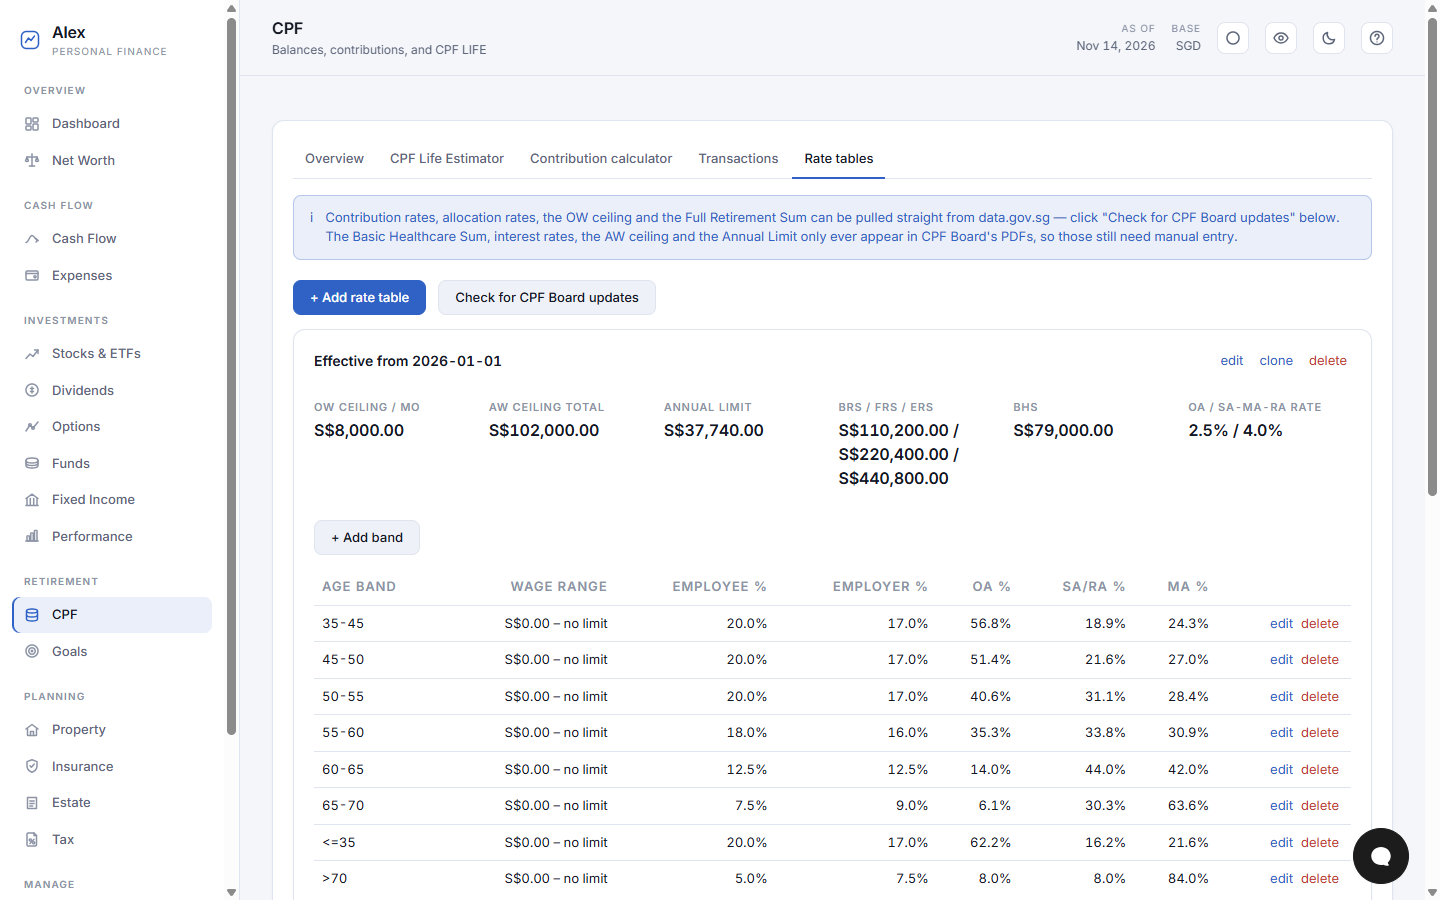 Alex
PERSONAL FINANCE
OVERVIEW
Dashboard
Net Worth
CASH FLOW
Cash Flow
Expenses
INVESTMENTS
Stocks & ETFs
Dividends
Options
Funds
Fixed Income
Performance
RETIREMENT
CPF
Goals
PLANNING
Property
Insurance
Estate
Tax
MANAGE
CPF
Balances, contributions, and CPF LIFE
AS OF
Nov 14, 2026
BASE
SGD
Overview CPF Life Estimator Contribution calculator Transactions Rate tables
i Contribution rates, allocation rates, the OW ceiling and the Full Retirement Sum can be pulled straight from data.gov.sg — click "Check for CPF Board updates" below.
The Basic Healthcare Sum, interest rates, the AW ceiling and the Annual Limit only ever appear in CPF Board's PDFs, so those still need manual entry.
+ Add rate table Check for CPF Board updates
Effective from 2026-01-01 edit clone delete
OW CEILING / MO AW CEILING TOTAL ANNUAL LIMIT BRS / FRS / ERS BHS OA / SA-MA-RA RATE
S$8,000.00 S$102,000.00 S$37,740.00 S$110,200.00 / S$79,000.00 2.5% / 4.0%
S$220,400.00 /
S$440,800.00
+ Add band
AGE BAND WAGE RANGE EMPLOYEE % EMPLOYER % OA % SA/RA % MA %
35-45 S$0.00 – no limit 20.0% 17.0% 56.8% 18.9% 24.3% edit delete
45-50 S$0.00 – no limit 20.0% 17.0% 51.4% 21.6% 27.0% edit delete
50-55 S$0.00 – no limit 20.0% 17.0% 40.6% 31.1% 28.4% edit delete
55-60 S$0.00 – no limit 18.0% 16.0% 35.3% 33.8% 30.9% edit delete
60-65 S$0.00 – no limit 12.5% 12.5% 14.0% 44.0% 42.0% edit delete
65-70 S$0.00 – no limit 7.5% 9.0% 6.1% 30.3% 63.6% edit delete
<=35 S$0.00 – no limit 20.0% 17.0% 62.2% 16.2% 21.6% edit delete
>70 S$0.00 – no limit 5.0% 7.5% 8.0% 8.0% 84.0% edit delete